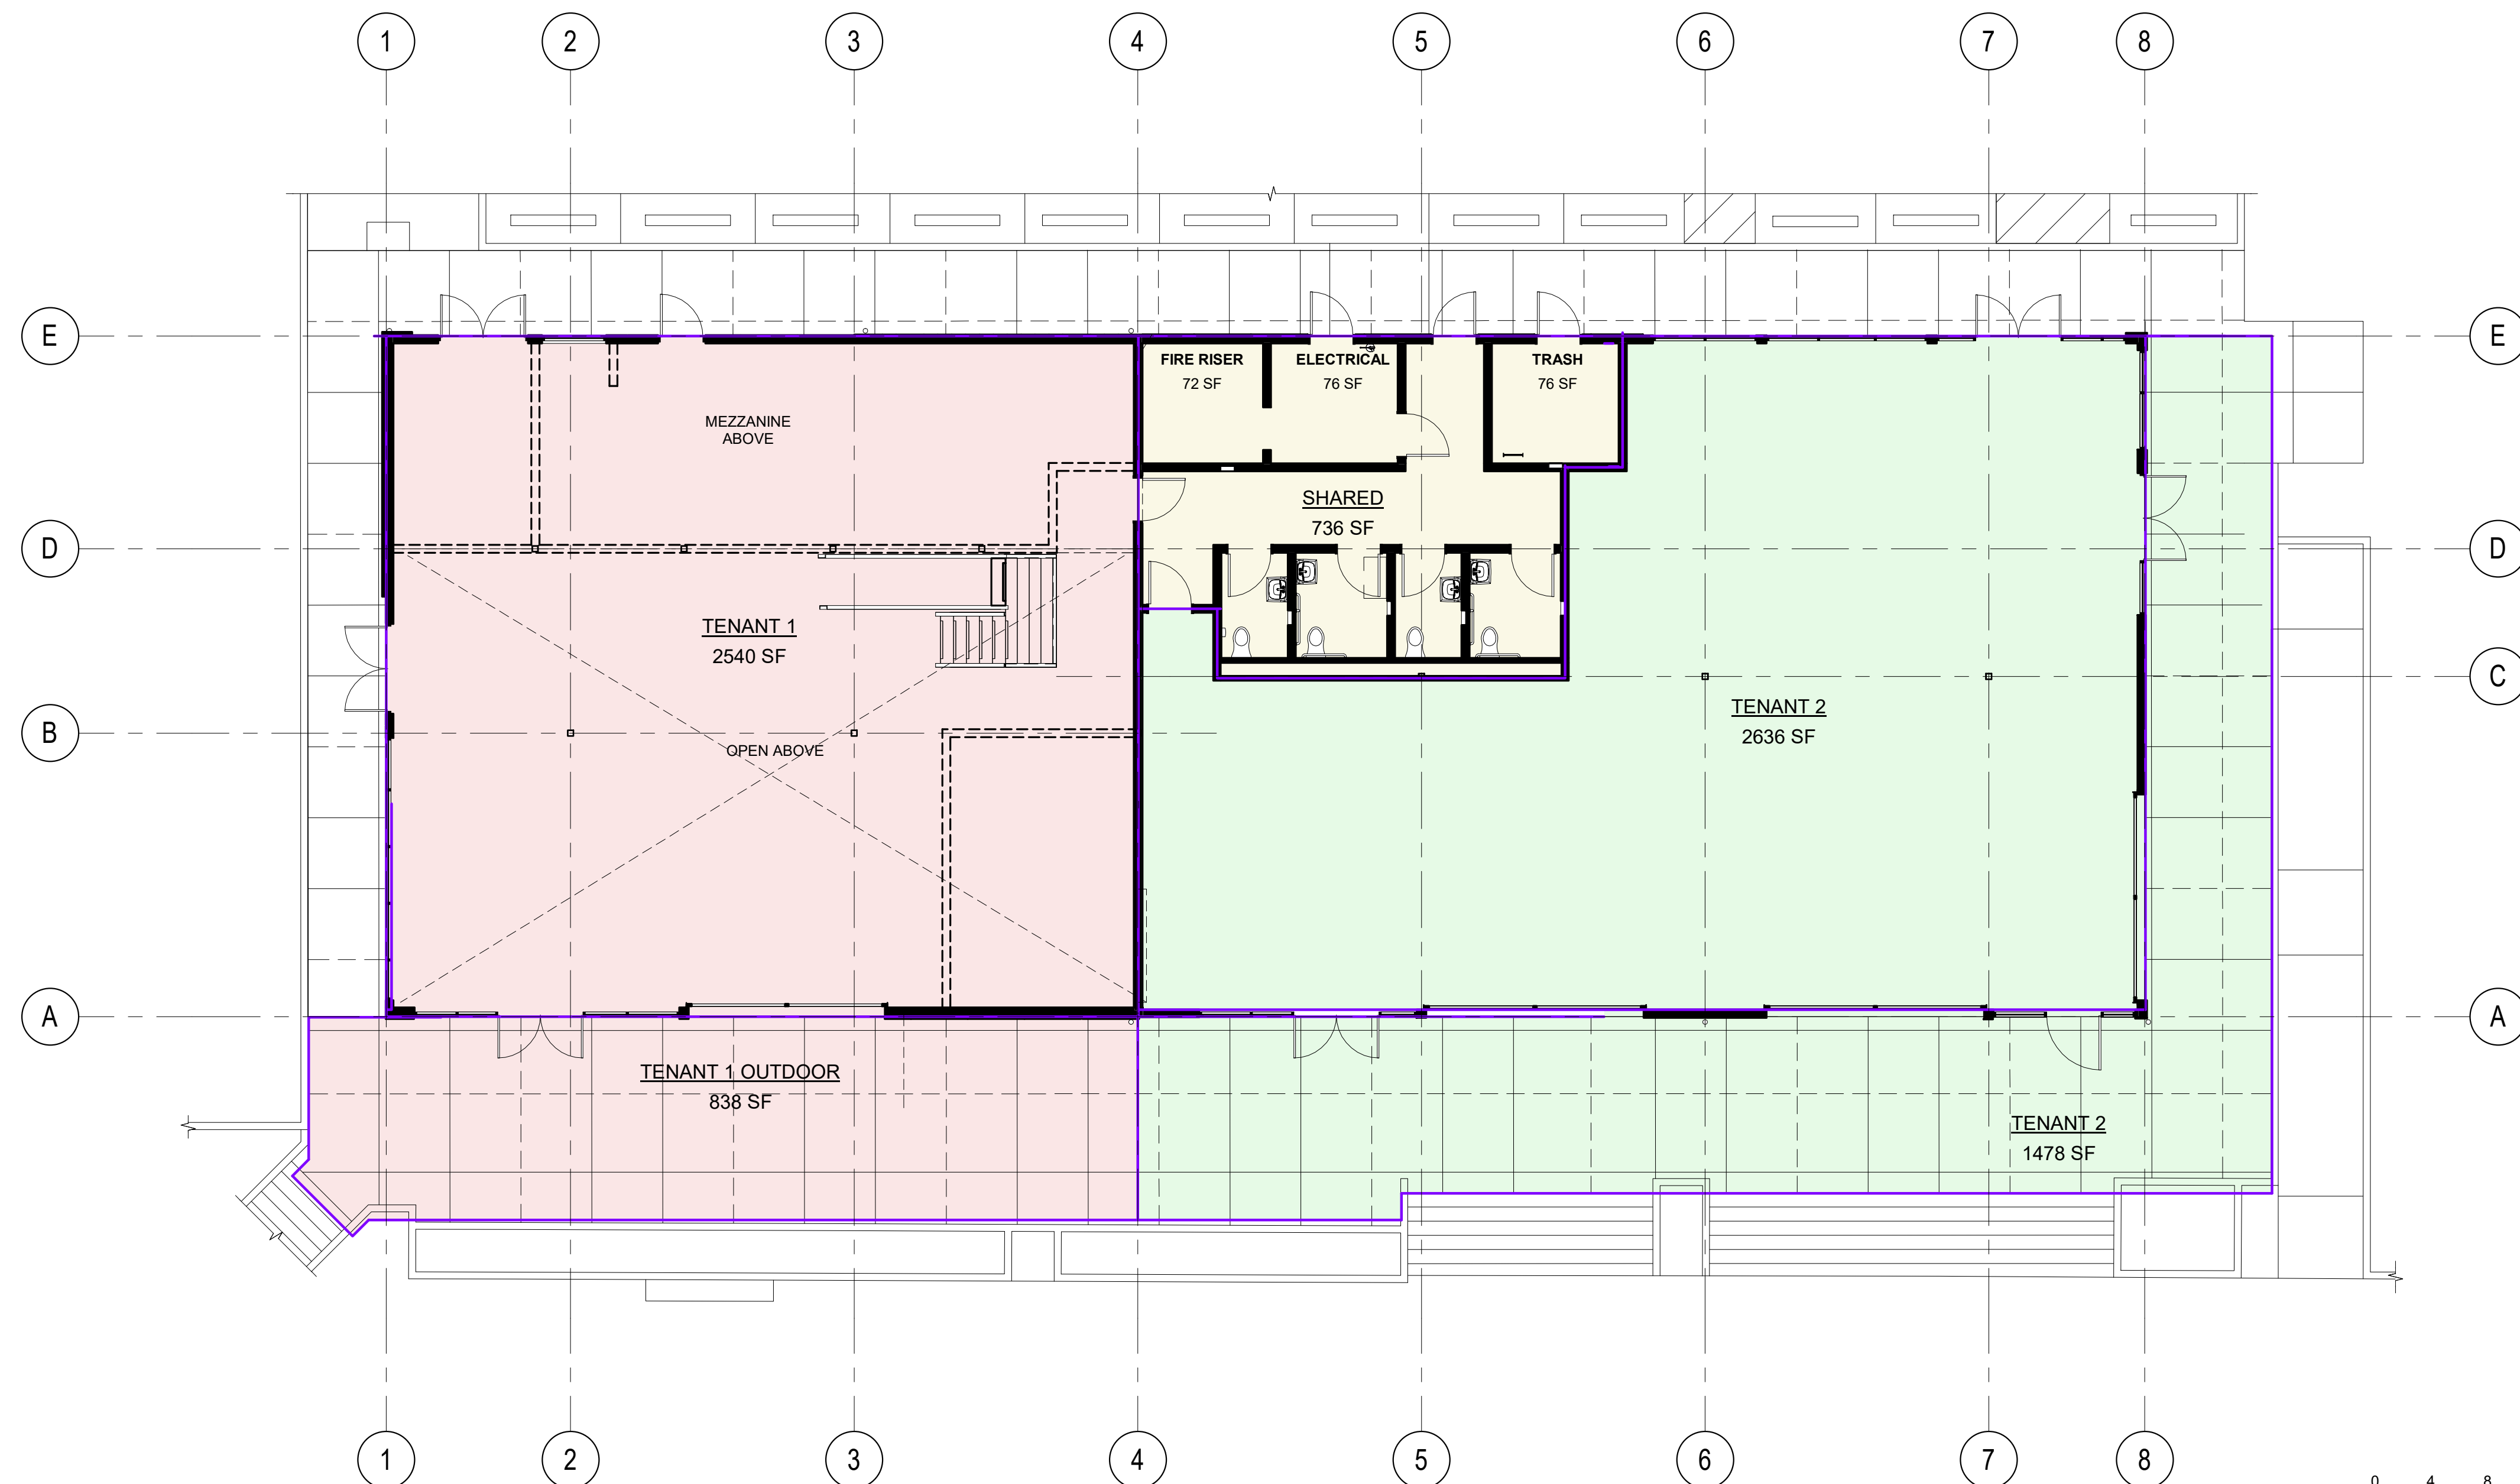 1 2 3 4 5 6 7 8
E E
FIRE RISER ELECTRICAL TRASH
72 SF 76 SF 76 SF
MEZZANINE
ABOVE
SHARED
736 SF
D D
TENANT 1
2540 SF
C
TENANT 2
2636 SF
B
OPEN ABOVE
A A
TENANT 1 OUTDOOR
838 SF
TENANT 2
1478 SF
1 2 3 4 5 6 7 8
0 4 8